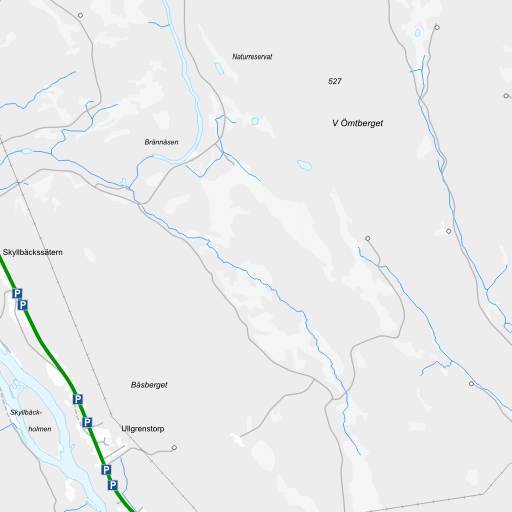 Naturreservat
527
V Ömtberget
Brännåsen
Skyllbäckssätern
P
P
Båsberget
P
Skyllbäck-
holmen
P
Ullgrenstorp
P
P